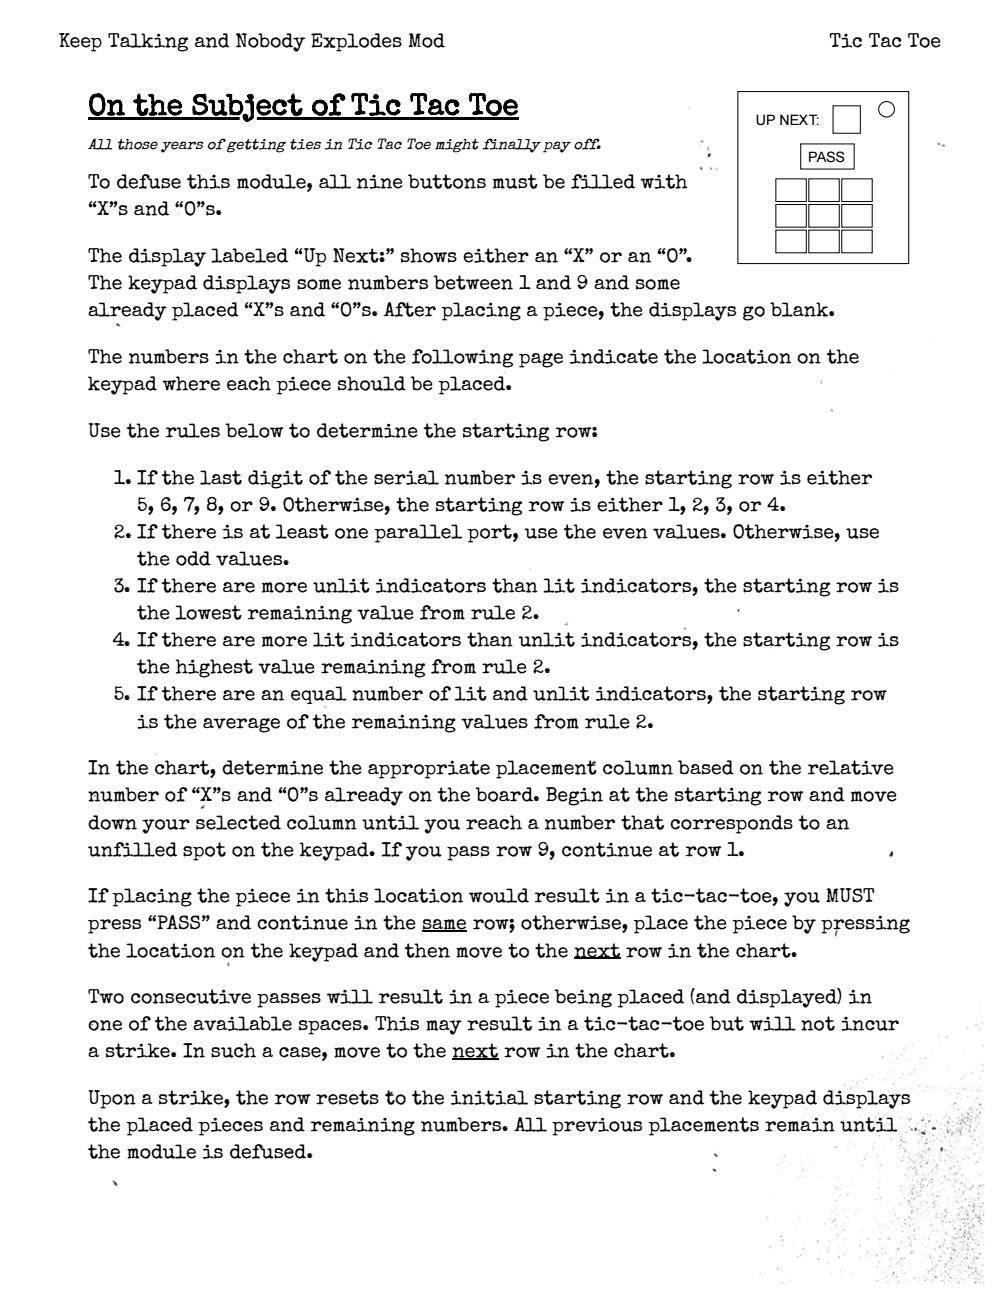 Keep Talking and Nobody Explodes Mod
Tic Tac Toe
On the Subject of Tic Tac Toe
All those years of getting ties in Tic Tac Toe might finally pay off.
UP NEXT:
PASS
To defuse this module, all nine buttons must be filled with
“X”s and “O”s.
The display labeled “Up Next:” shows either an “X” or an “O”.
The keypad displays some numbers between 1 and 9 and some
already placed “X”s and “O”s. After placing a piece, the displays go blank.
The numbers in the chart on the following page indicate the location on the
keypad where each piece should be placed.
Use the rules below to determine the starting row:
1. If the last digit of the serial number is even, the starting row is either
5, 6, 7, 8, or 9. Otherwise, the starting row is either 1, 2, 3, or 4.
2. If there is at least one parallel port, use the even values. Otherwise, use
the odd values.
3. If there are more unlit indicators than lit indicators, the starting row is
the lowest remaining value from rule 2.
4. If there are more lit indicators than unlit indicators, the starting row is
the highest value remaining from rule 2.
5. If there are an equal number of lit and unlit indicators, the starting row
is the average of the remaining values from rule 2.
In the chart, determine the appropriate placement column based on the relative
number of “X”s and “O”s already on the board. Begin at the starting row and move
down your selected column until you reach a number that corresponds to an
unfilled spot on the keypad. If you pass row 9, continue at row 1.
If placing the piece in this location would result in a tic-tac-toe, you MUST
press “PASS” and continue in the same row; otherwise, place the piece by pressing
the location on the keypad and then move to the next row in the chart.
Two consecutive passes will result in a piece being placed (and displayed) in
one of the available spaces. This may result in a tic-tac-toe but will not incur
a strike. In such a case, move to the next row in the chart.
Upon a strike, the row resets to the initial starting row and the keypad displays
the placed pieces and remaining numbers. All previous placements remain until
the module is defused.